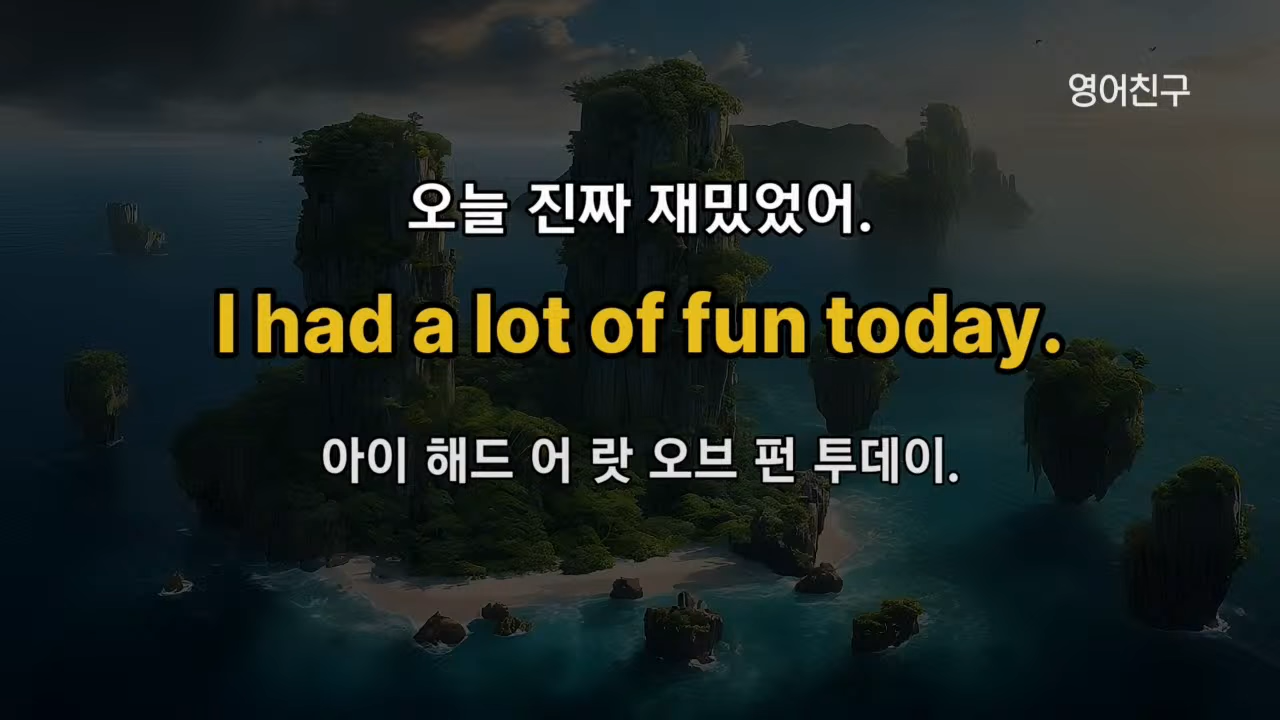 영어친구
오늘 진짜 재밌었어.
I had a lot of fun today.
아이 해드 어 랏 오브 펀 투데이.